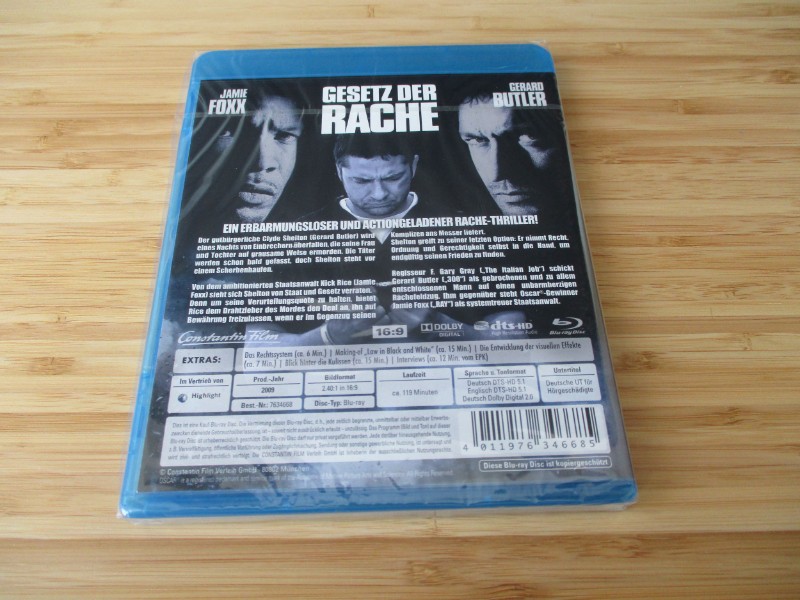 JAMIE
FOXX
GESETZ DER
RACHE
GERARD
BUTLER
EIN ERBARMUNGSLOSER UND ACTIONGELADENER RACHE-THRILLER!
Der gutbürgerliche Clyde Shelton (Gerard Butler) wird
eines Nachts von Einbrechern überfallen, die seine Frau
und Tochter auf grausame Weise ermorden. Die Täter
werden schon bald gefasst, doch Shelton steht vor
einem Scherbenhaufen.
Von dem ambitionierten Staatsanwalt Nick Rice (Jamie
Foxx) sieht sich Shelton von Staat und Gesetz verraten.
Denn um seine Verurteilungsquote zu halten, bietet
Rice dem Drahtzieher des Mordes den Deal an, ihn auf
Bewährung freizulassen, wenn er im Gegenzug seinen
Komplizen ans Messer liefert.
Shelton greift zu seiner letzten Option: Er nimmt Recht,
Ordnung und Gerechtigkeit selbst in die Hand, um
endgültig seinen Frieden zu finden.
Regisseur F. Gary Gray („The Italian Job“) schickt
Gerard Butler („300“) als gebrochenen und zu allem
entschlossenen Mann auf einen unbarmherzigen
Rachefeldzug. Ihm gegenüber steht Oscar®-Gewinner
Jamie Foxx („RAY“) als systemtreuer Staatsanwalt.
Constantin Film
16:9
DOLBY
DIGITAL
dts-HD
High Resolution Audio
Blu-ray Disc
EXTRAS:
Das Rechtssystem (ca. 6 Min.) | Making-of „Law in Black and White“ (ca. 15 Min.) | Die Entwicklung der visuellen Effekte
(ca. 7 Min.) | Blick hinter die Kulissen (ca. 15 Min.) | Interviews (ca. 12 Min. vom EPK)
Im Vertrieb von
Highlight
Prod.-Jahr
2009
Best.-Nr.: 7634668
Bildformat
2,40:1 in 16:9
Disc-Typ: Blu-ray
Laufzeit
ca. 119 Minuten
Sprache u. Tonformat
Deutsch DTS-HD 5.1
Englisch DTS-HD 5.1
Deutsch Dolby Digital 2.0
Untertitel
Deutsche UT für
Hörgeschädigte
4 011976 346685
Diese Blu-ray Disc ist kopiergeschützt
© Constantin Film Verleih GmbH